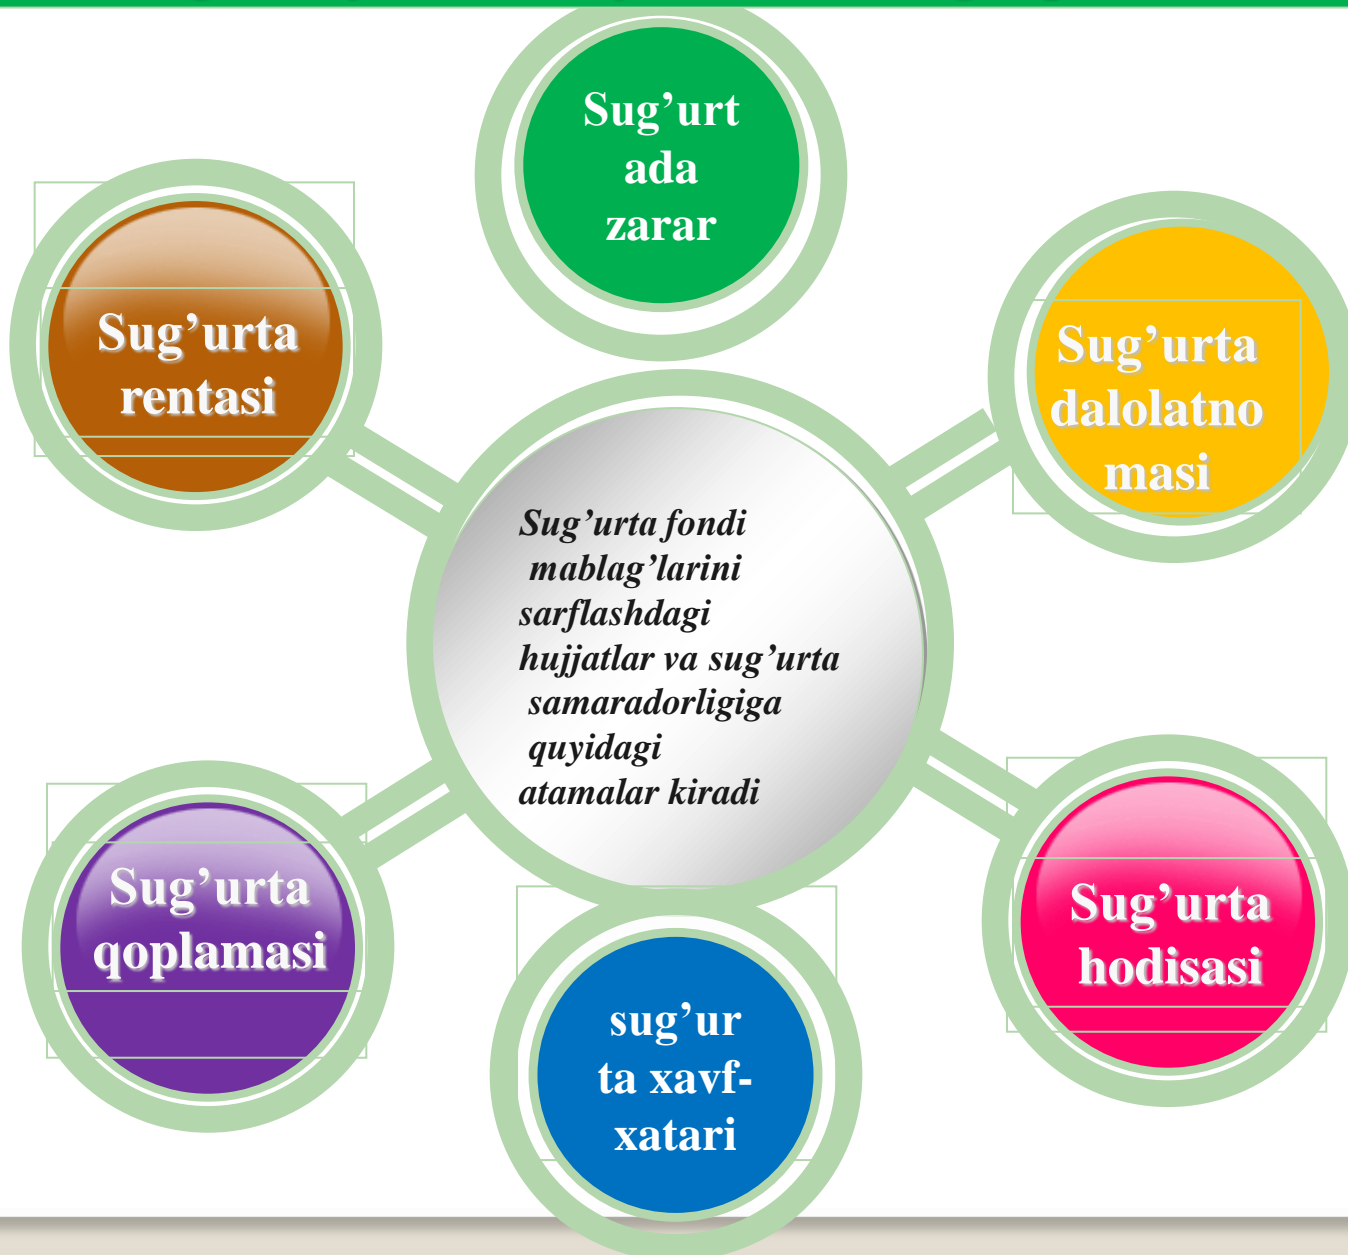 Sug’urt
ada
zarar
Sug’urta
rentasi
Sug’urta
dalolatno
masi
Sug’urta fondi
mablag’larini
sarflashdagi
hujjatlar va sug’urta
samaradorligiga
quyidagi
atamalar kiradi
Sug’urta
qoplamasi
Sug’urta
hodisasi
sug’ur
ta xavf-
xatari